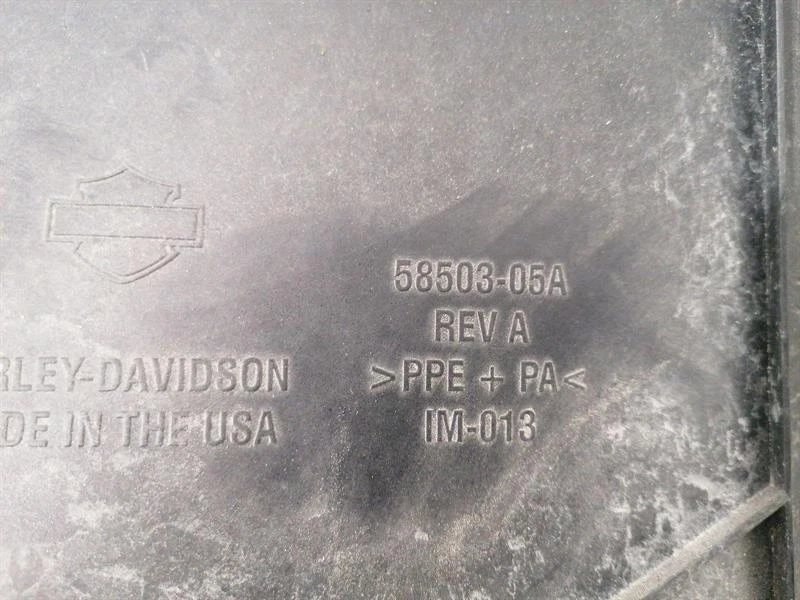 58503-05A
REV A
RLEY-DAVIDSON
>PPE + PA<
DE IN THE USA
IM-013